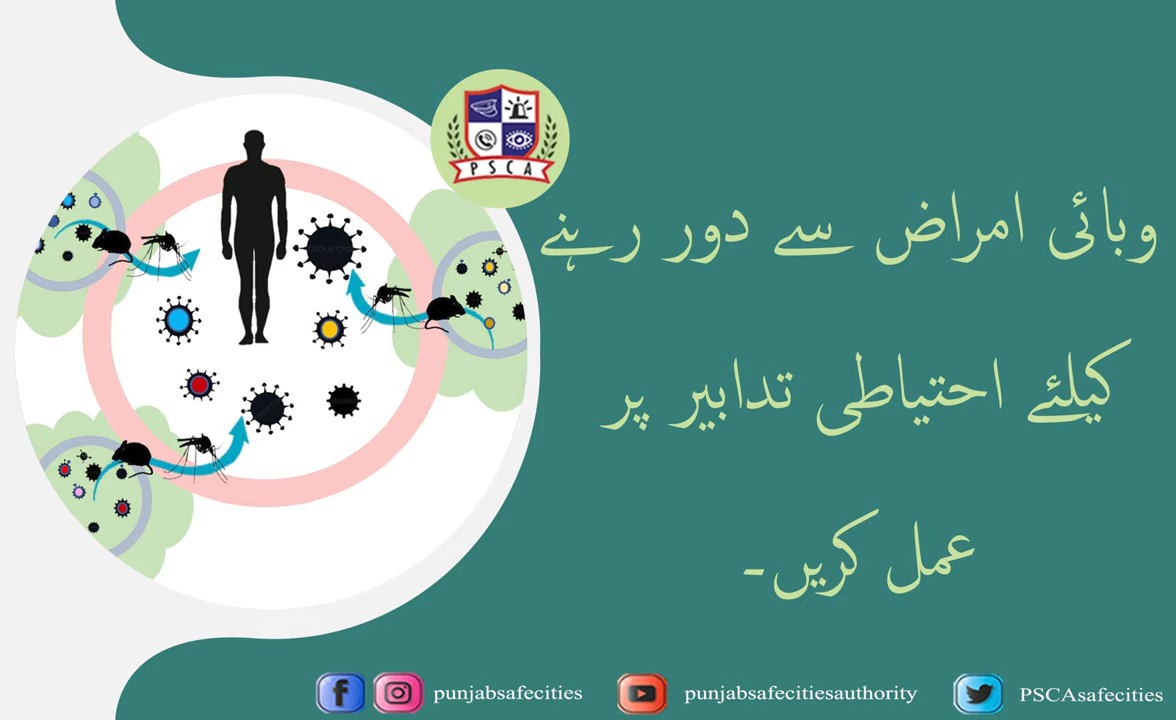 PSCA
وبائی امراض سے دور رہنے
کیلئے احتیاطی تدابیر پر
عمل کریں۔
punjabsafecities
punjabsafecitiesauthority
PSCAsafecities